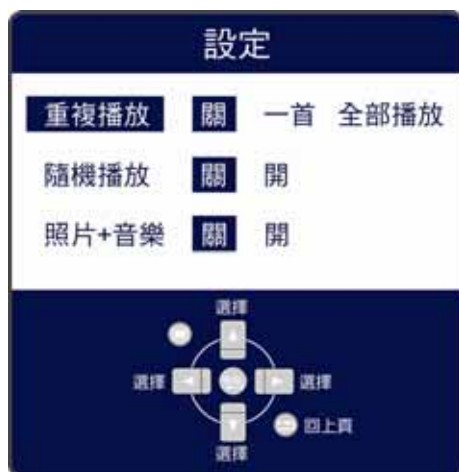 設定
重複播放 關 一首 全部播放
隨機播放 關 開
照片+音樂 關 開
選擇
選擇 選擇
回上頁
選擇